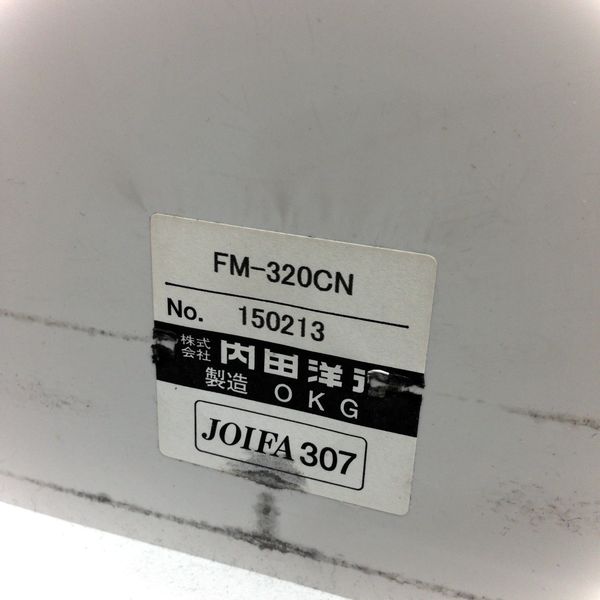 FM-320CN
No. 150213
株式会社 内田洋
製造 OKG
JOIFA 307